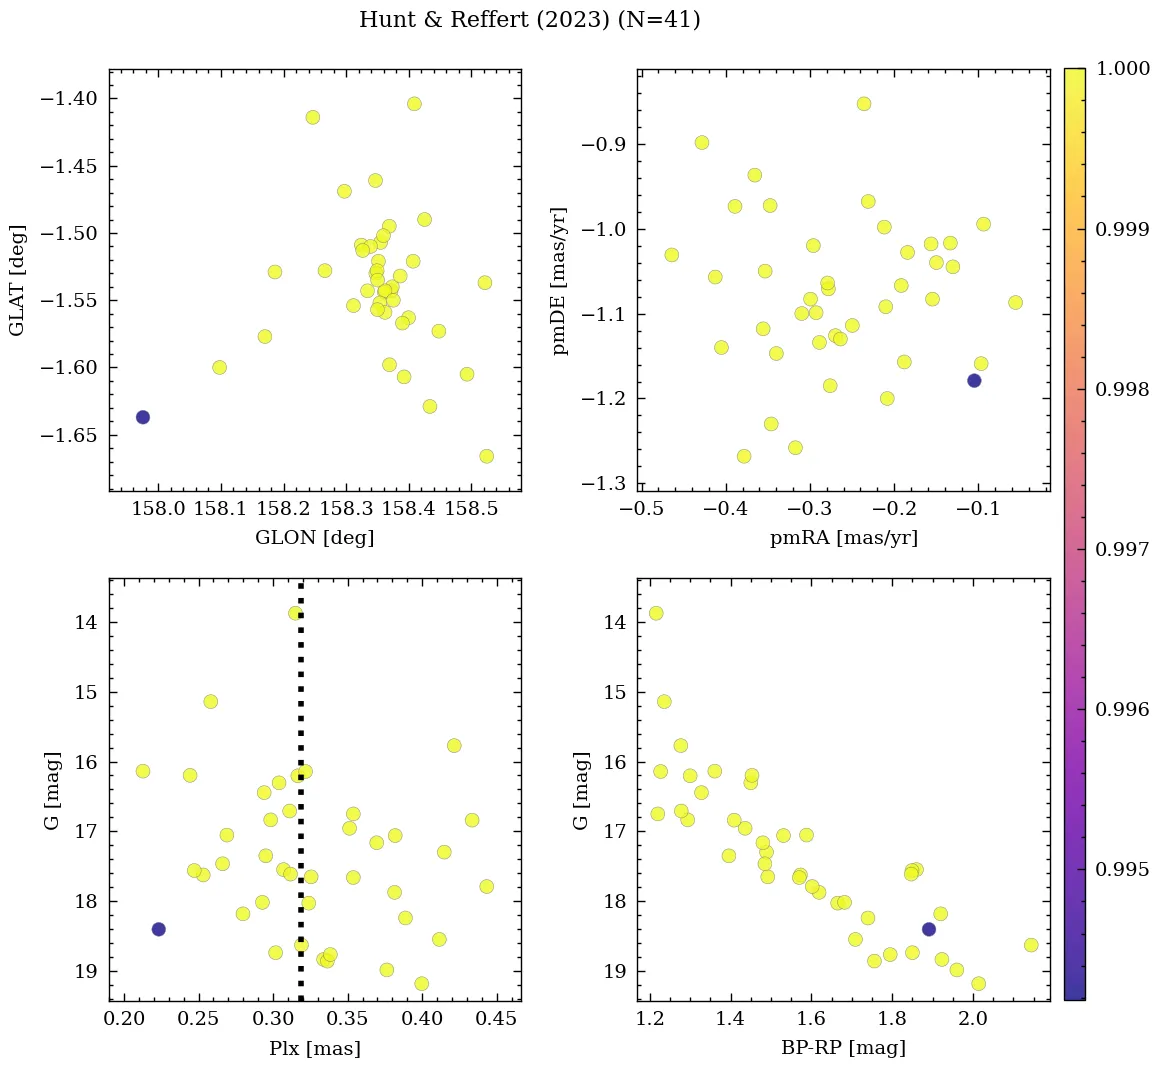 Hunt & Reffert (2023) (N=41)
−1.40
−1.45
−1.50
−1.55
−1.60
−1.65
GLAT [deg]
158.0 158.1 158.2 158.3 158.4 158.5
GLON [deg]
−0.9
−1.0
−1.1
−1.2
−1.3
pmDE [mas/yr]
−0.5 −0.4 −0.3 −0.2 −0.1
pmRA [mas/yr]
1.000
0.999
0.998
0.997
0.996
0.995
14
15
16
17
18
19
G [mag]
0.20 0.25 0.30 0.35 0.40 0.45
Plx [mas]
14
15
16
17
18
19
G [mag]
1.2 1.4 1.6 1.8 2.0
BP-RP [mag]